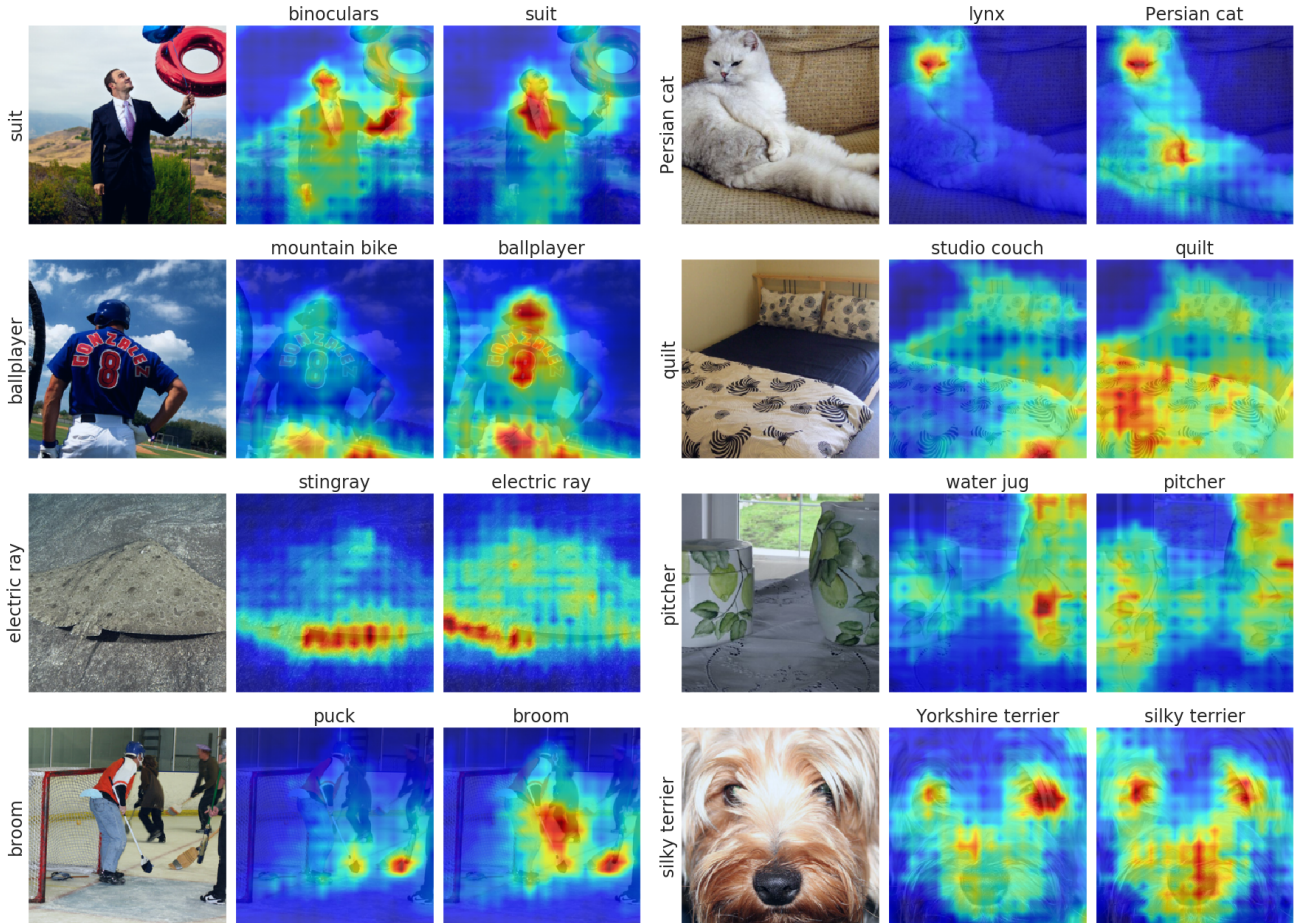 binoculars
suit
lynx
Persian cat
suit
Persian cat
mountain bike
ballplayer
studio couch
quilt
ballplayer
GONZALEZ
8
quilt
stingray
electric ray
water jug
pitcher
electric ray
pitcher
puck
broom
Yorkshire terrier
silky terrier
broom
silky terrier